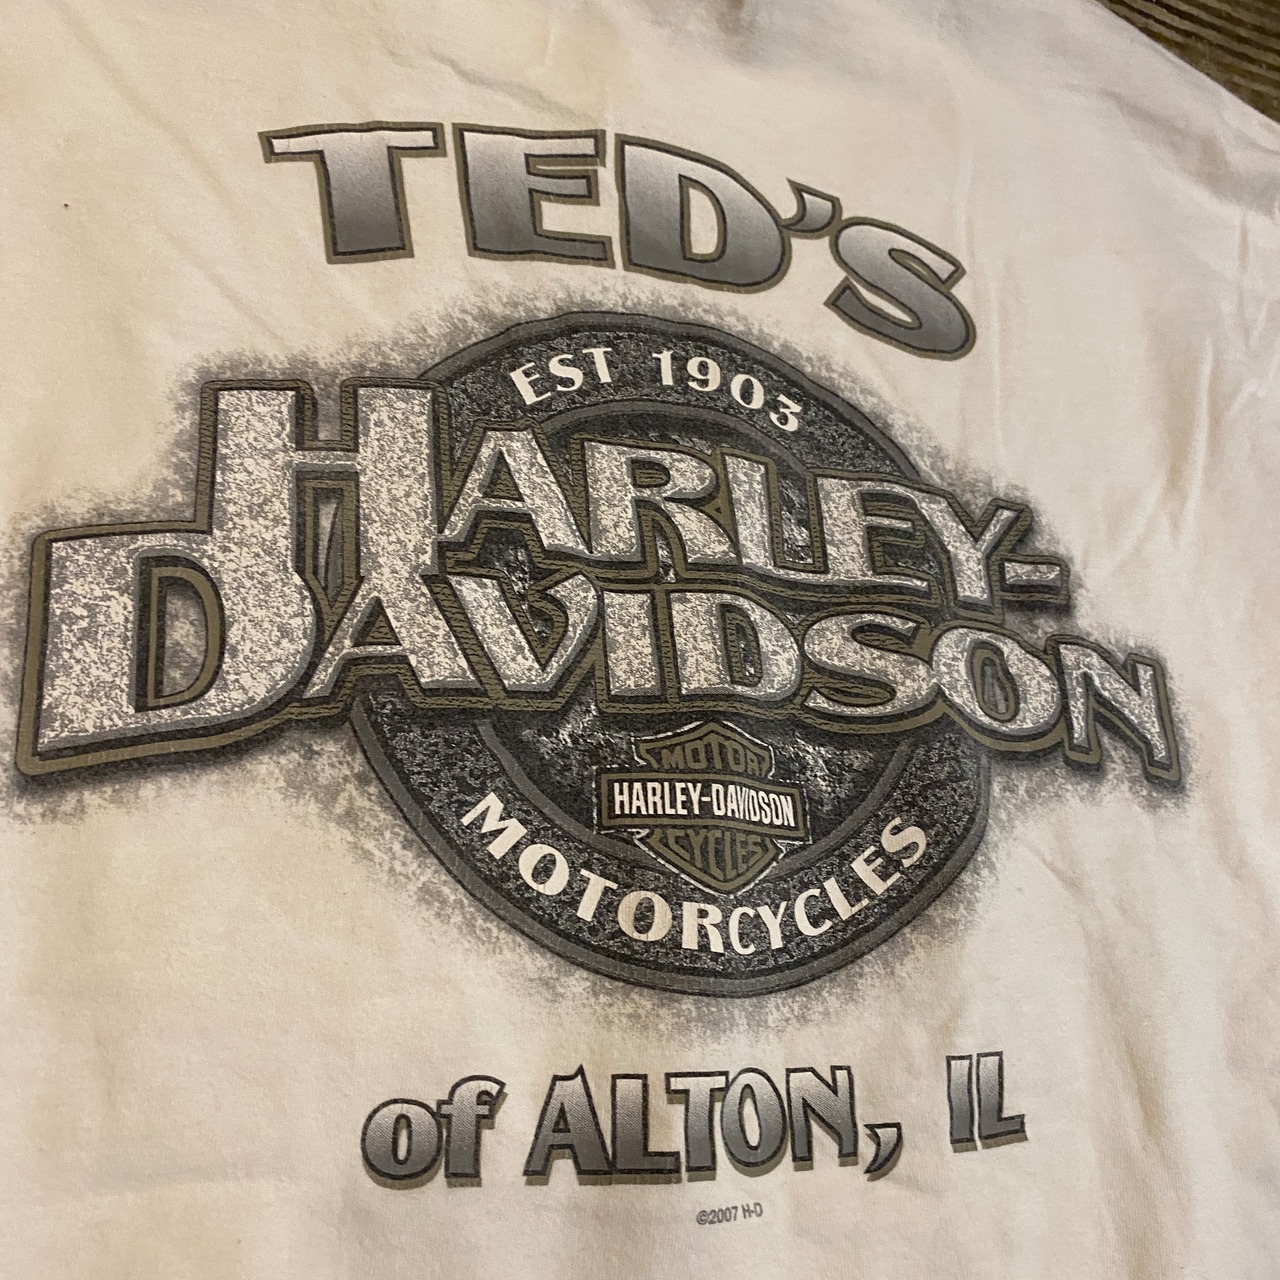 TED'S
EST 1903
HARLEY-
DAVIDSON
MOTOR
HARLEY-DAVIDSON
CYCLES
MOTORCYCLES
of ALTON, IL
©2007 H-D